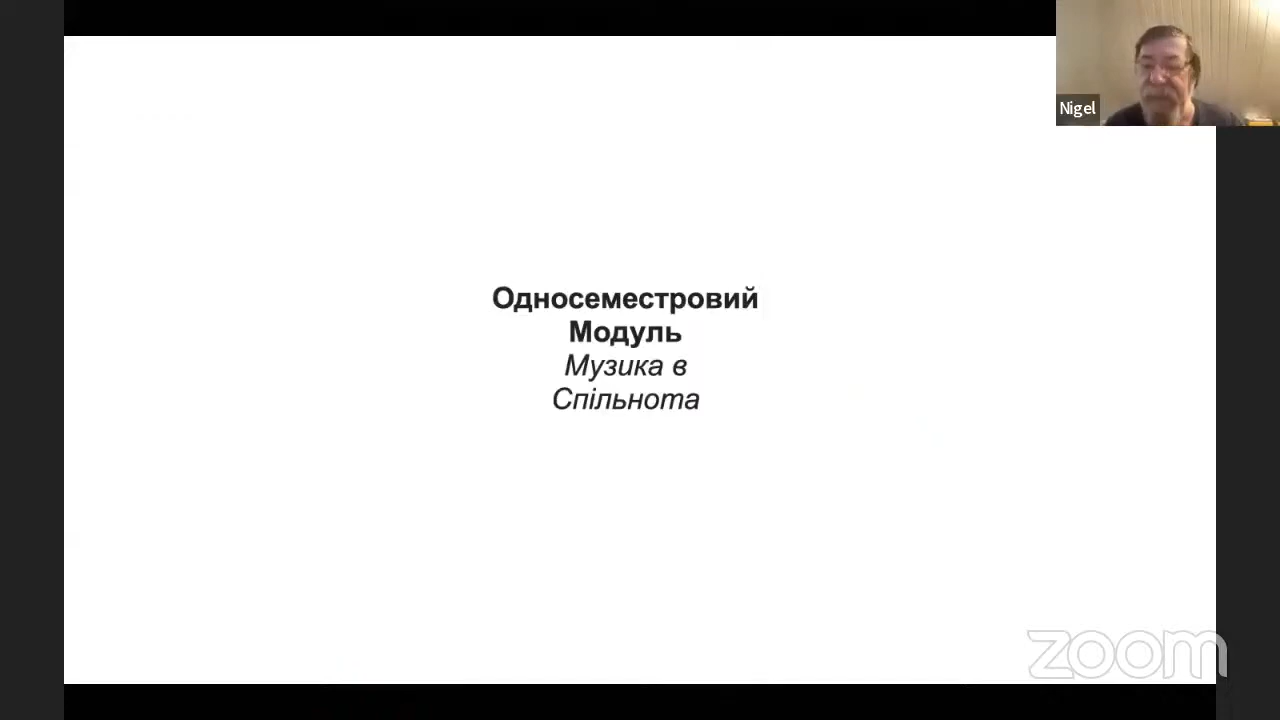 Nigel
Односеместровий
Модуль
Музика в
Спільнота
zoom